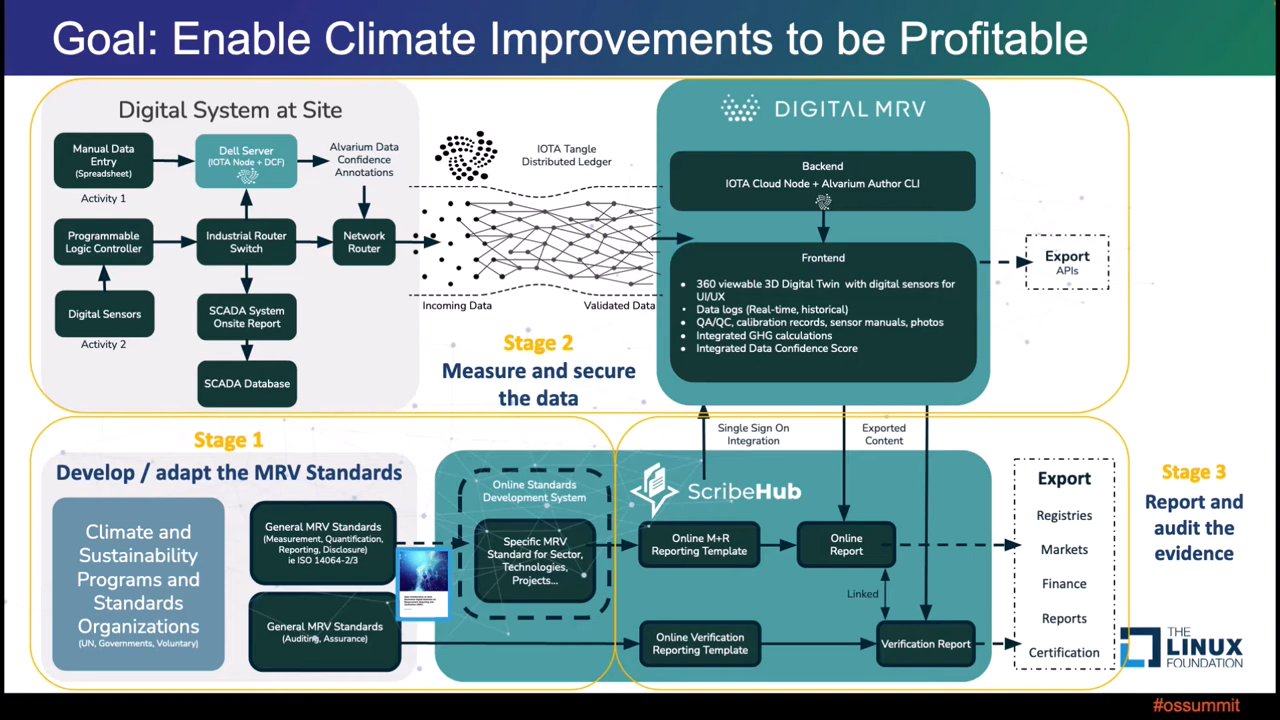 Goal: Enable Climate Improvements to be Profitable
Digital System at Site
Manual Data
Entry
(Spreadsheet)
Activity 1
Dell Server
(IOTA Node + DCF)
Alvarium Data
Confidence
Annotations
Programmable
Logic Controller
Industrial Router
Switch
Network
Router
Digital Sensors
Activity 2
SCADA System
Onsite Report
SCADA Database
IOTA Tangle
Distributed Ledger
Incoming Data
Validated Data
Stage 2
Measure and secure
the data
DIGITAL MRV
Backend
IOTA Cloud Node + Alvarium Author CLI
Frontend
• 360 viewable 3D Digital Twin with digital sensors for
UI/UX
• Data logs (Real-time, historical)
• QA/QC, calibration records, sensor manuals, photos
• Integrated GHG calculations
• Integrated Data Confidence Score
Export
APIs
Stage 1
Develop / adapt the MRV Standards
Climate and
Sustainability
Programs and
Standards
Organizations
(UN, Governments, Voluntary)
General MRV Standards
(Measurement, Quantification,
Reporting, Disclosure)
ie ISO 14064-2/3
General MRV Standards
(Auditing, Assurance)
Online Standards
Development System
Specific MRV
Standard for Sector,
Technologies,
Projects...
Single Sign On
Integration
Exported
Content
ScribeHub
Online M+R
Reporting Template
Online
Report
Linked
Online Verification
Reporting Template
Verification Report
Export
Registries
Markets
Finance
Reports
Certification
Stage 3
Report and
audit the
evidence
THE
LINUX
FOUNDATION
#ossummit